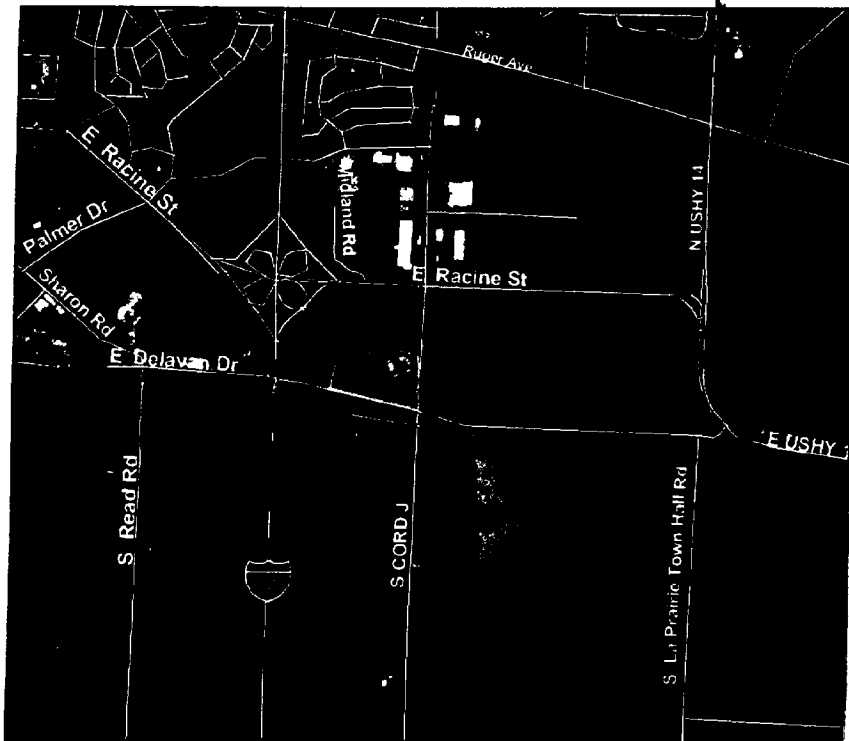 Ruger Ave
E Racine St
Midland Rd
N USHY 14
Palmer Dr
Sharon Rd
E Racine St
E Delavan Dr
E USHY
S Read Rd
S CORD J
S La Prairie Town Hall Rd